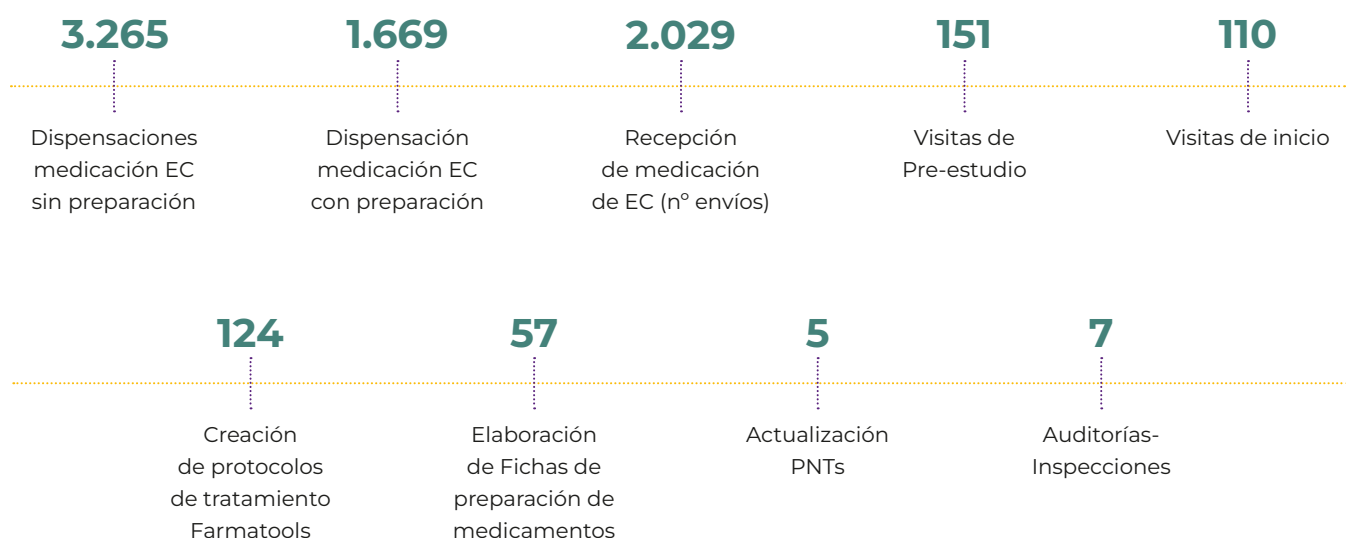 3.265
Dispensaciones
medicación EC
sin preparación
1.669
Dispensación
medicación EC
con preparación
2.029
Recepción
de medicación
de EC (nº envíos)
151
Visitas de
Pre-estudio
110
Visitas de inicio
124
Creación
de protocolos
de tratamiento
Farmatools
57
Elaboración
de Fichas de
preparación de
medicamentos
5
Actualización
PNTs
7
Auditorías-
Inspecciones